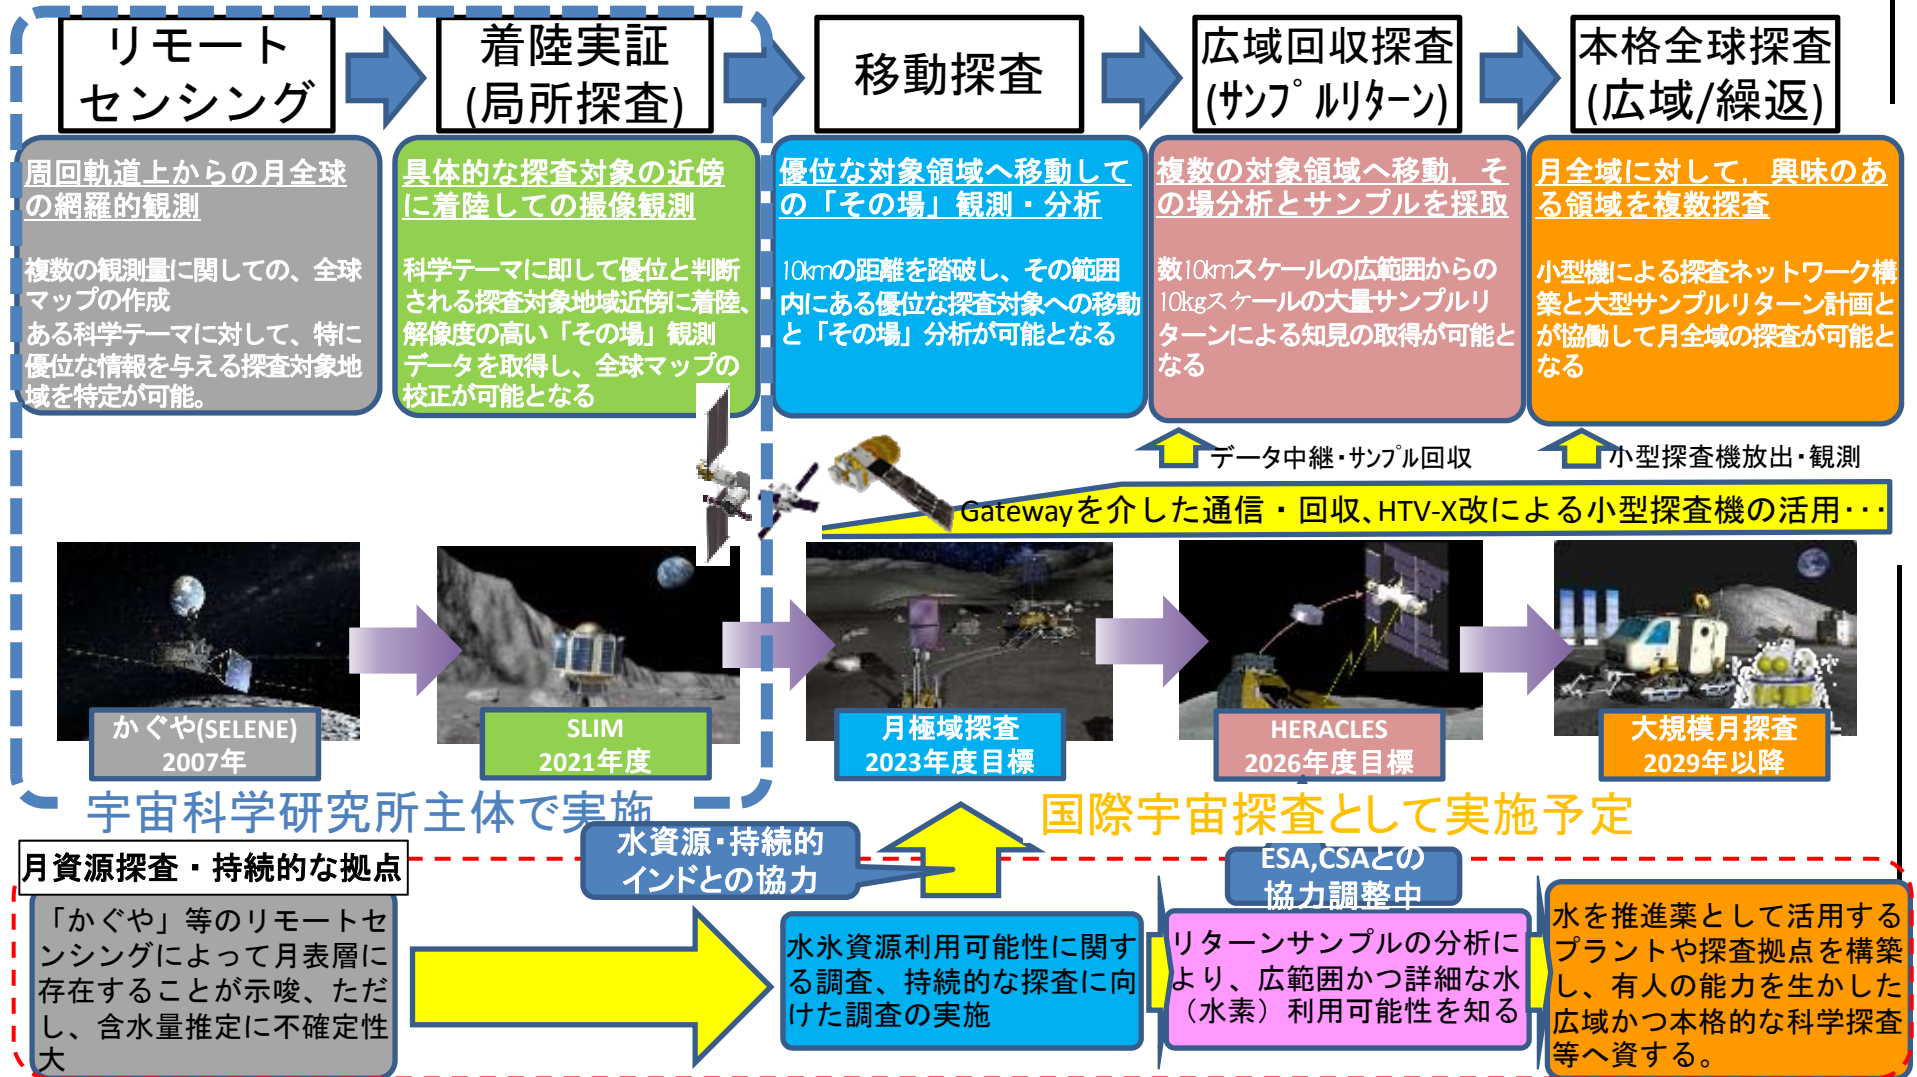 リモート
センシング
着陸実証
(局所探査)
移動探査
広域回収探査
(ｻﾝﾌﾟﾙﾘﾀｰﾝ)
本格全球探査
(広域/繰返)
周回軌道上からの月全球
の網羅的観測
複数の観測量に関しての、全球
マップの作成
ある科学テーマに対して、特に
優位な情報を与える探査対象地
域を特定が可能。
具体的な探査対象の近傍
に着陸しての撮像観測
科学テーマに即して優位と判断
される探査対象地域近傍に着陸、
解像度の高い「その場」観測
データを取得し、全球マップの
校正が可能となる
優位な対象領域へ移動して
の「その場」観測・分析
10kmの距離を踏破し、その範囲
内にある優位な探査対象への移動
と「その場」分析が可能となる
複数の対象領域へ移動，そ
の場分析とサンプルを採取
数10kmスケールの広範囲からの
10kgスケールの大量サンプルリ
ターンによる知見の取得が可能と
なる
月全域に対して，興味のあ
る領域を複数探査
小型機による探査ネットワーク構
築と大型サンプルリターン計画と
が協働して月全域の探査が可能と
なる
データ中継・ｻﾝﾌﾟﾙ回収
小型探査機放出・観測
Gatewayを介した通信・回収、HTV-X改による小型探査機の活用・・・
かぐや(SELENE)
2007年
SLIM
2021年度
月極域探査
2023年度目標
HERACLES
2026年度目標
大規模月探査
2029年以降
宇宙科学研究所主体で実施
国際宇宙探査として実施予定
水資源・持続的
インドとの協力
ESA,CSAとの
協力調整中
月資源探査・持続的な拠点
「かぐや」等のリモートセ
ンシングによって月表層に
存在することが示唆、ただ
し、含水量推定に不確定性
大
水氷資源利用可能性に関す
る調査、持続的な探査に向
けた調査の実施
リターンサンプルの分析に
より、広範囲かつ詳細な水
（水素）利用可能性を知る
水を推進薬として活用する
プラントや探査拠点を構築
し、有人の能力を生かした
広域かつ本格的な科学探査
等へ資する。